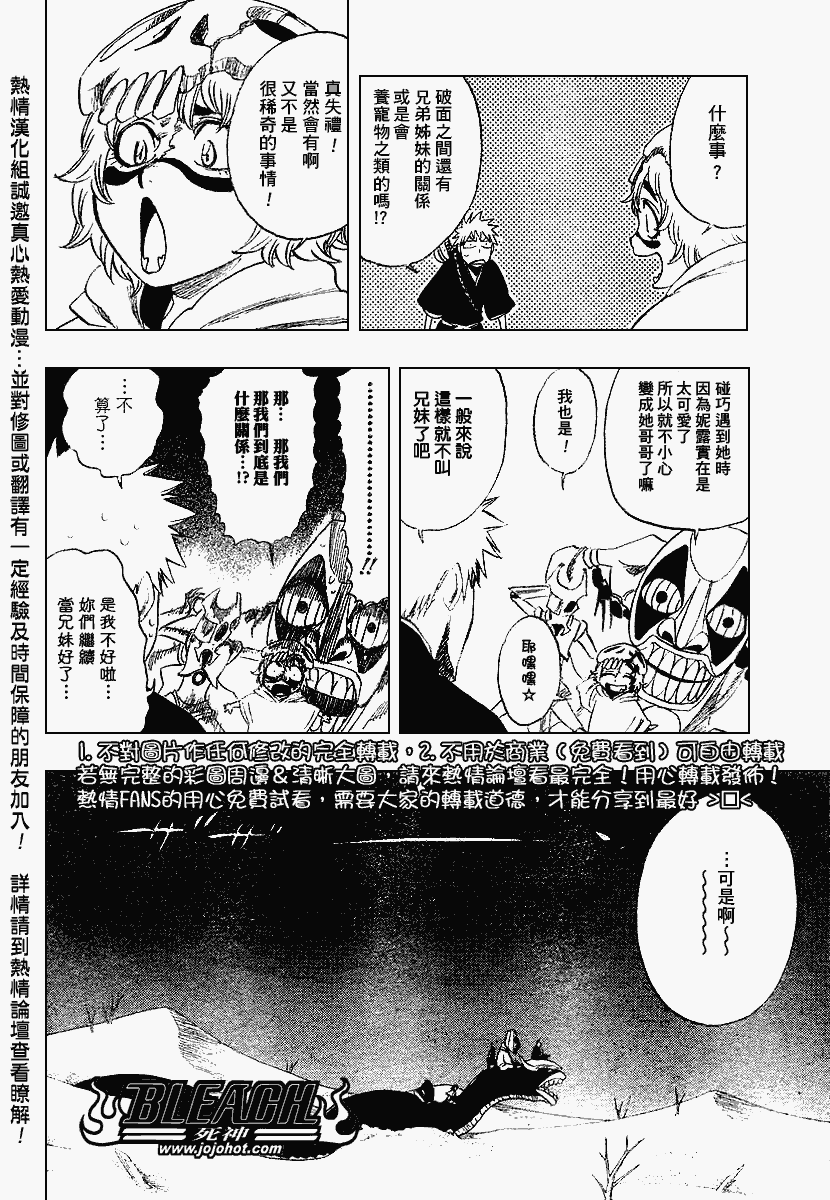 什麼事？
破面之間還有
兄弟姊妹的關係
或是會
養寵物之類的嗎!?
真失禮！
當然會有啊
又不是
很稀奇的事情！
碰巧遇到她時
因為妮露實在是
太可愛了
所以就不小心
變成她哥哥了嘛
我也是！
耶嘿嘿☆
一般來說
這樣就不叫
兄妹了吧
…………!!
那… 那我們
那我們到底是
什麼關係…!?
…不
算了…
是我不好啦…
妳們繼續
當兄妹好了…
1. 不對圖片作任何修改的完全轉載，2. 不用於商業（免費看到）可自由轉載
若無完整的彩圖周邊＆清晰大圖，請來熱情論壇看最完全！用心轉載發佈！
熱情FANS的用心免費試看，需要大家的轉載道德，才能分享到最好 >□<
…可是啊～～～～～
BLEACH
死神
www.jojohot.com
熱情漢化組誠邀真心熱愛動漫…並對修圖或翻譯有一定經驗及時間保障的朋友加入！ 詳情請到熱情論壇查看瞭解！